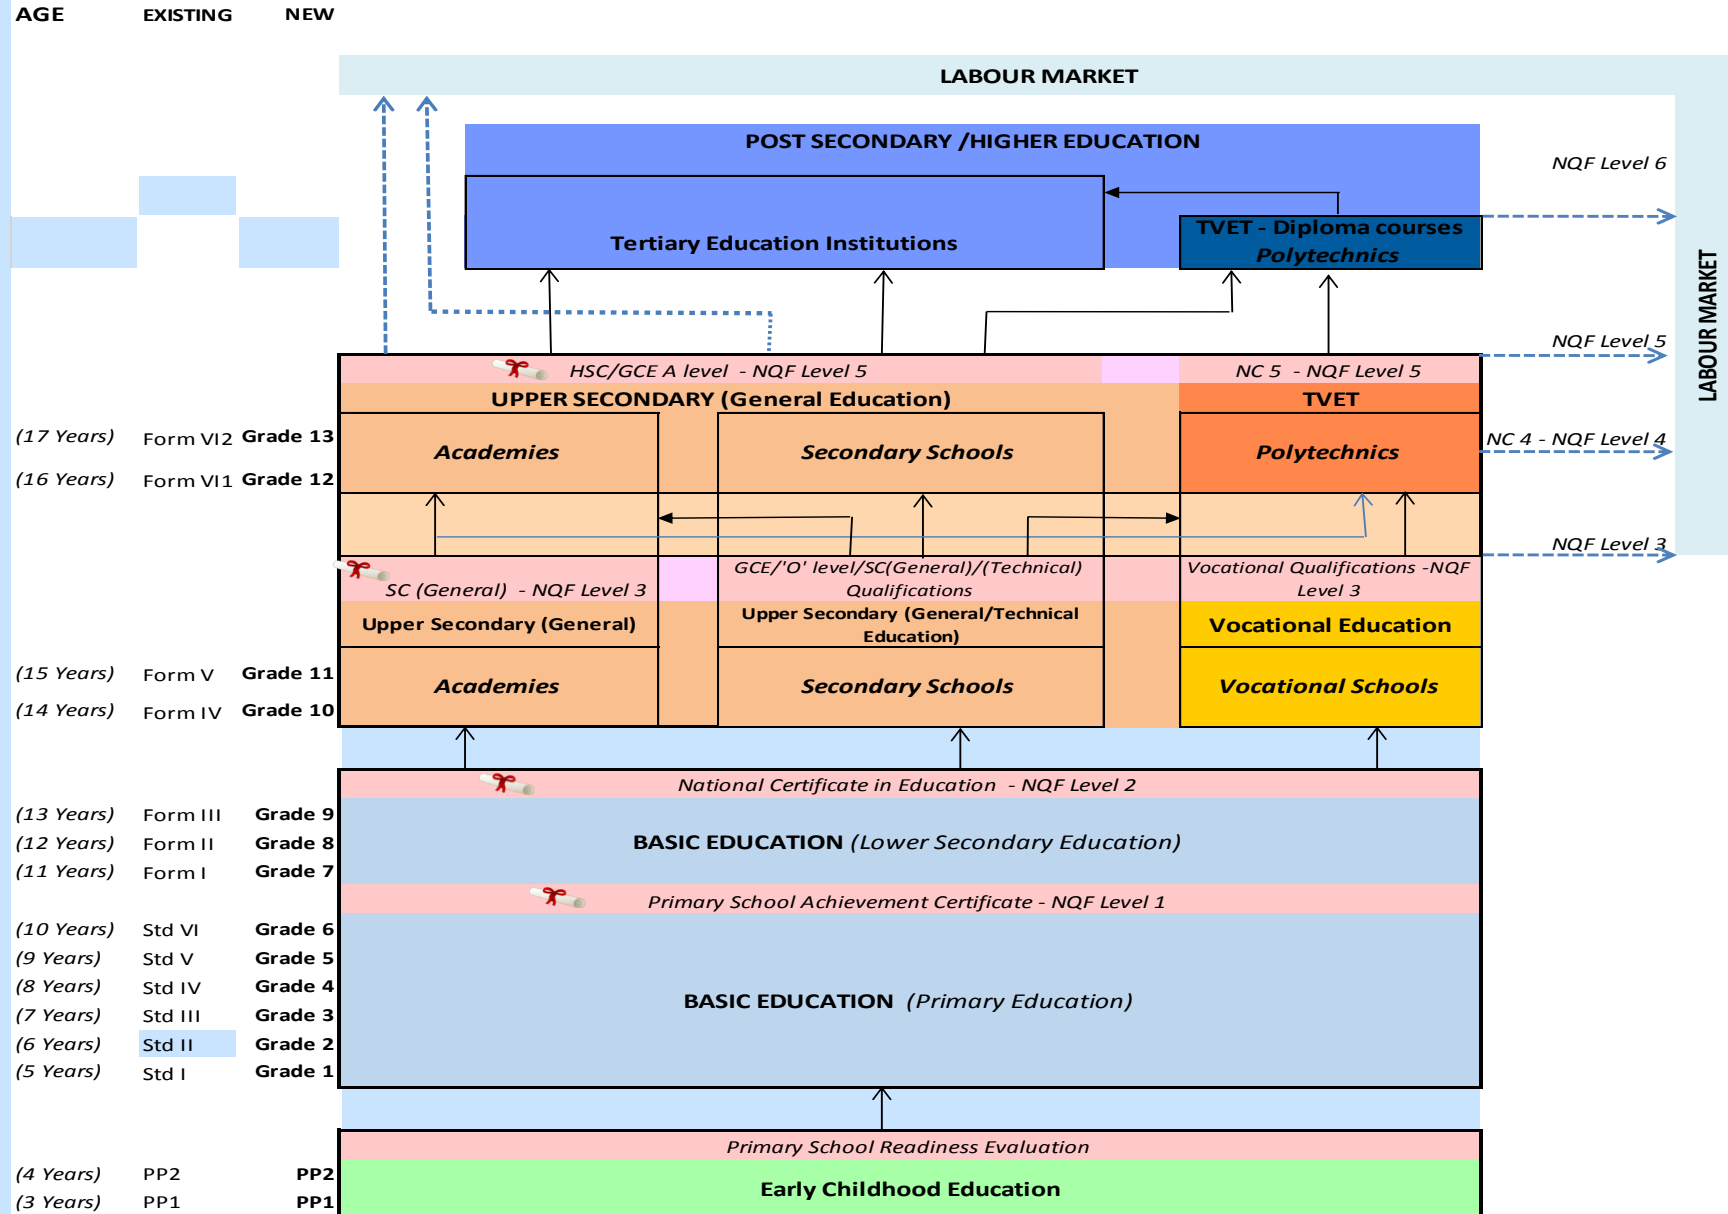 AGE EXISTING NEW
LABOUR MARKET
POST SECONDARY /HIGHER EDUCATION
NQF Level 6
Tertiary Education Institutions
TVET - Diploma courses
Polytechnics
LABOUR MARKET
NQF Level 5
HSC/GCE A level - NQF Level 5
NC 5 - NQF Level 5
UPPER SECONDARY (General Education)
TVET
(17 Years) Form VI2 Grade 13
Academies
Secondary Schools
Polytechnics
NC 4 - NQF Level 4
(16 Years) Form VI1 Grade 12
NQF Level 3
SC (General) - NQF Level 3
GCE/'O' level/SC(General)/(Technical)
Qualifications
Vocational Qualifications -NQF
Level 3
Upper Secondary (General)
Upper Secondary (General/Technical
Education)
Vocational Education
(15 Years) Form V Grade 11
Academies
Secondary Schools
Vocational Schools
(14 Years) Form IV Grade 10
National Certificate in Education - NQF Level 2
(13 Years) Form III Grade 9
(12 Years) Form II Grade 8
BASIC EDUCATION (Lower Secondary Education)
(11 Years) Form I Grade 7
Primary School Achievement Certificate - NQF Level 1
(10 Years) Std VI Grade 6
(9 Years) Std V Grade 5
(8 Years) Std IV Grade 4
BASIC EDUCATION (Primary Education)
(7 Years) Std III Grade 3
(6 Years) Std II Grade 2
(5 Years) Std I Grade 1
Primary School Readiness Evaluation
(4 Years) PP2 PP2
Early Childhood Education
(3 Years) PP1 PP1